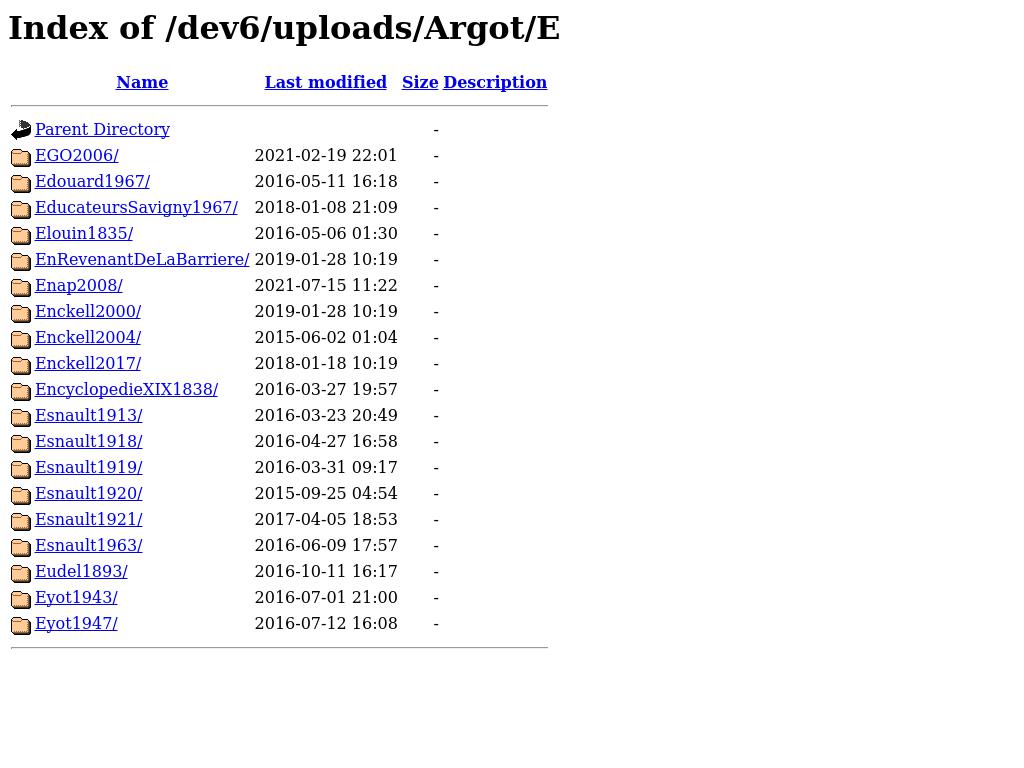 Index of /dev6/uploads/Argot/E
Name Last modified Size Description
Parent Directory -
EGO2006/ 2021-02-19 22:01 -
Edouard1967/ 2016-05-11 16:18 -
EducateursSavigny1967/ 2018-01-08 21:09 -
Elouin1835/ 2016-05-06 01:30 -
EnRevenantDeLaBarriere/ 2019-01-28 10:19 -
Enap2008/ 2021-07-15 11:22 -
Enckell2000/ 2019-01-28 10:19 -
Enckell2004/ 2015-06-02 01:04 -
Enckell2017/ 2018-01-18 10:19 -
EncyclopedieXIX1838/ 2016-03-27 19:57 -
Esnault1913/ 2016-03-23 20:49 -
Esnault1918/ 2016-04-27 16:58 -
Esnault1919/ 2016-03-31 09:17 -
Esnault1920/ 2015-09-25 04:54 -
Esnault1921/ 2017-04-05 18:53 -
Esnault1963/ 2016-06-09 17:57 -
Eudel1893/ 2016-10-11 16:17 -
Eyot1943/ 2016-07-01 21:00 -
Eyot1947/ 2016-07-12 16:08 -